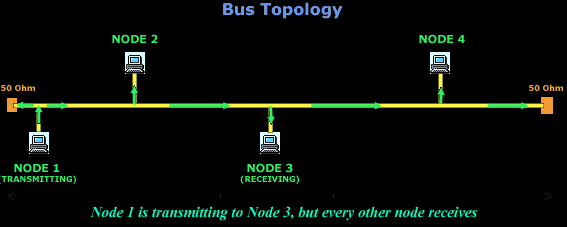 Bus Topology
NODE 2
NODE 4
50 Ohm
50 Ohm
NODE 1
(TRANSMITTING)
NODE 3
(RECEIVING)
Node 1 is transmitting to Node 3, but every other node receives